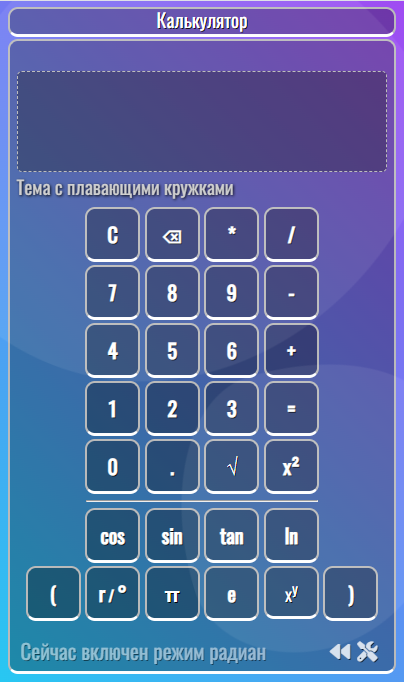 Калькулятор
Тема с плавающими кружками
C ⌫ * /
7 8 9 -
4 5 6 +
1 2 3 =
0 . √ x²
cos sin tan ln
( r/° π e xʸ )
Сейчас включен режим радиан